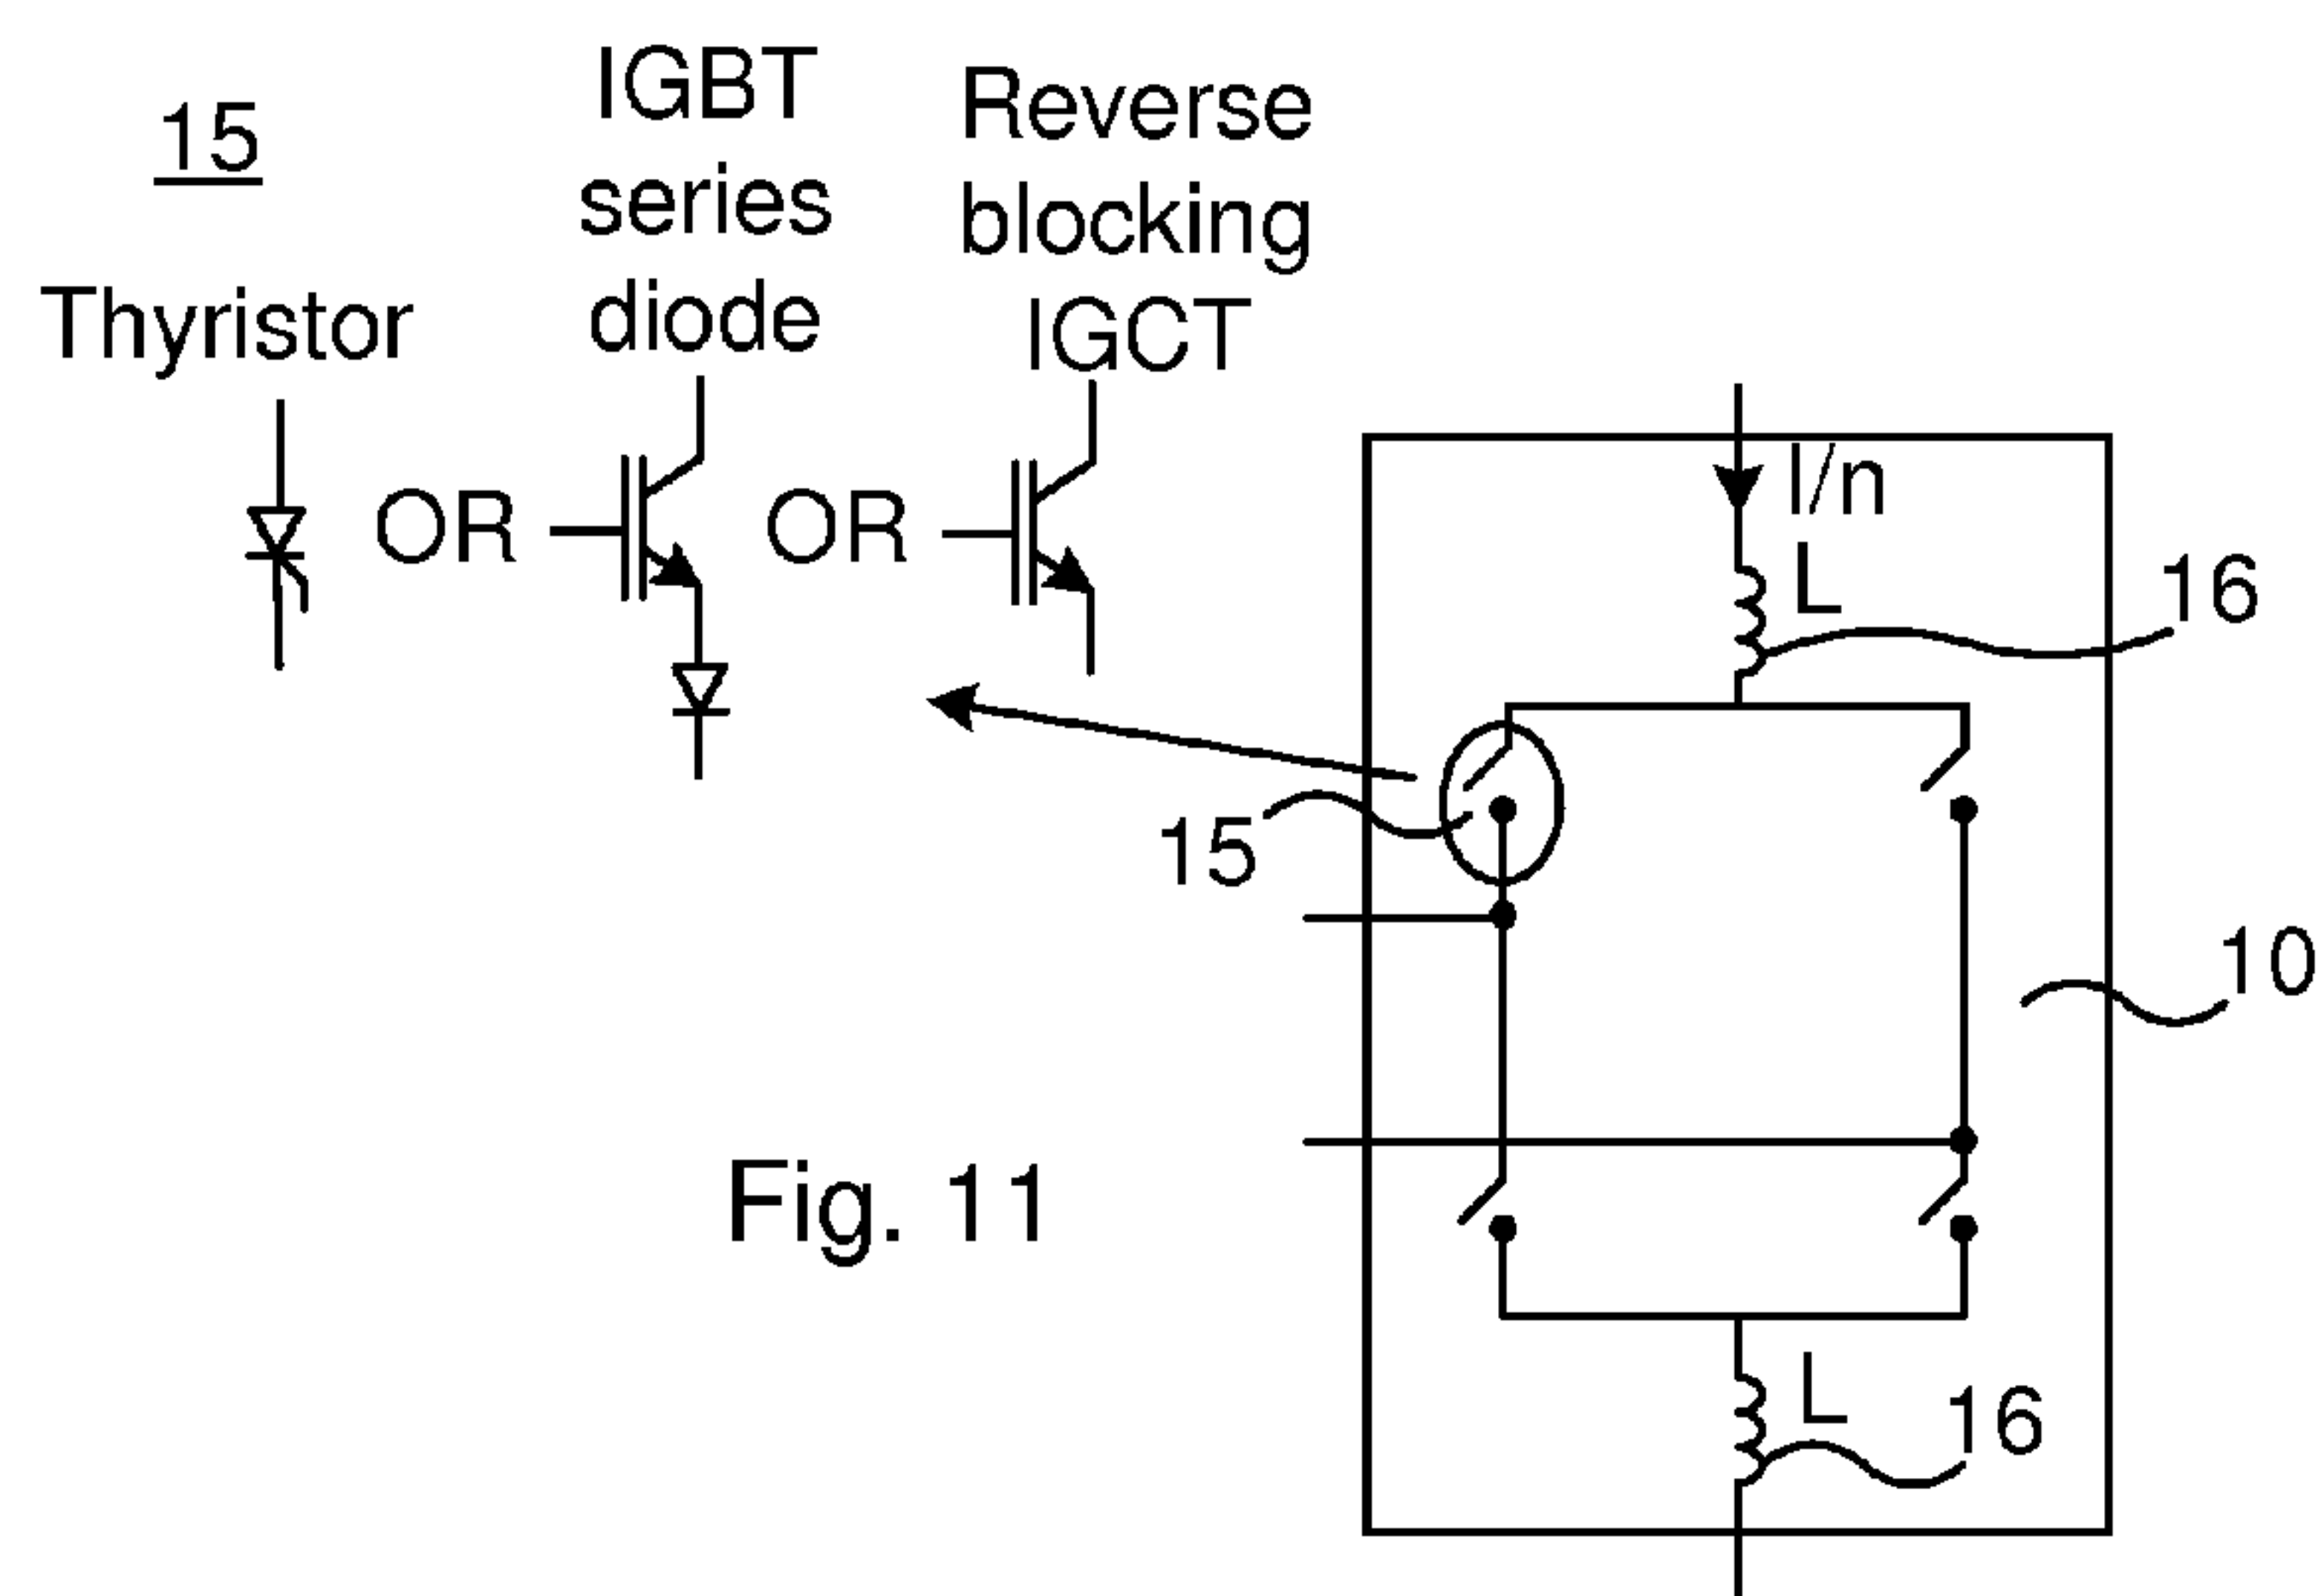 15
Thyristor
IGBT
series
diode
Reverse
blocking
IGCT
OR
OR
I/n
L
16
15
10
Fig. 11
L
16